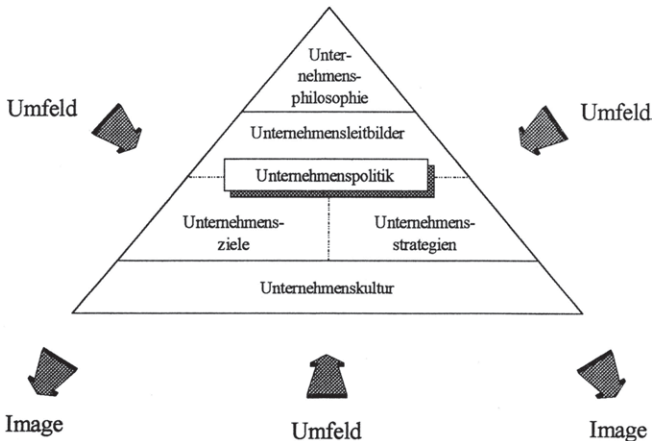 Unter-
nehmens-
philosophie
Umfeld
Umfeld
Unternehmensleitbilder
Unternehmenspolitik
Unternehmens-
ziele
Unternehmens-
strategien
Unternehmenskultur
Image
Umfeld
Image